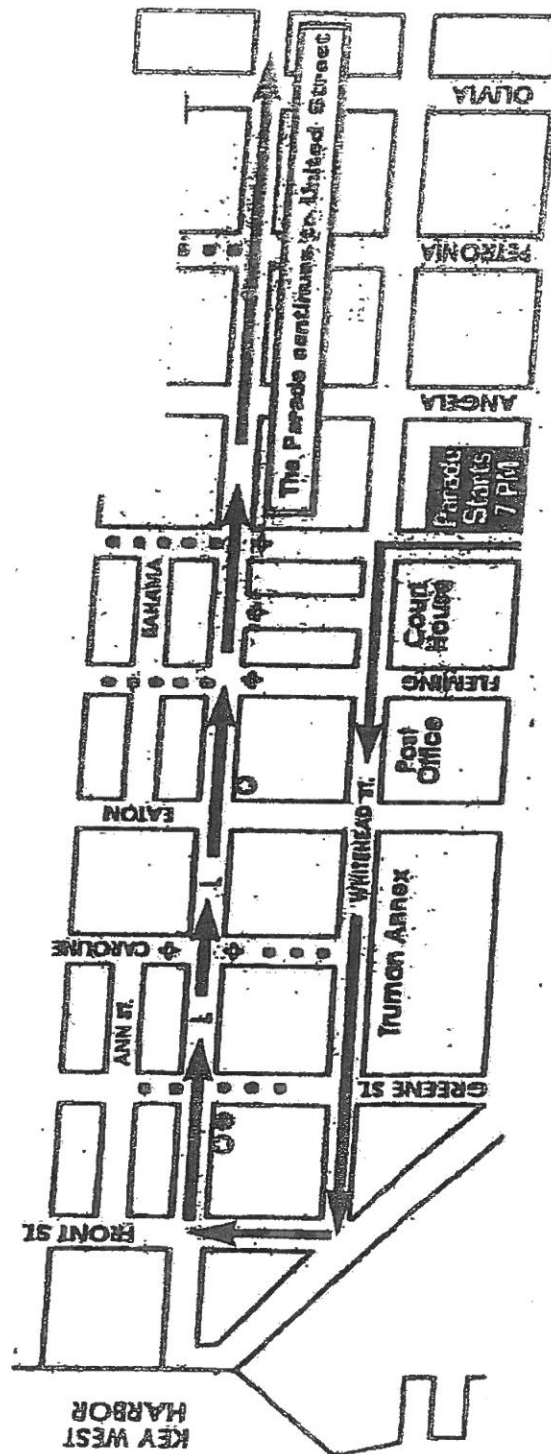 OLIVIA
PETRONIA
ANGELA
The Parade continues to United Street
Parade
Starts
7 PM
BAHAMA
Court
House
FLEMING
Post
Office
EATON
WHITEHEAD ST.
CAROLINE
Truman Annex
ANN ST.
GREENE ST.
FRONT ST.
KEY WEST
HARBOR